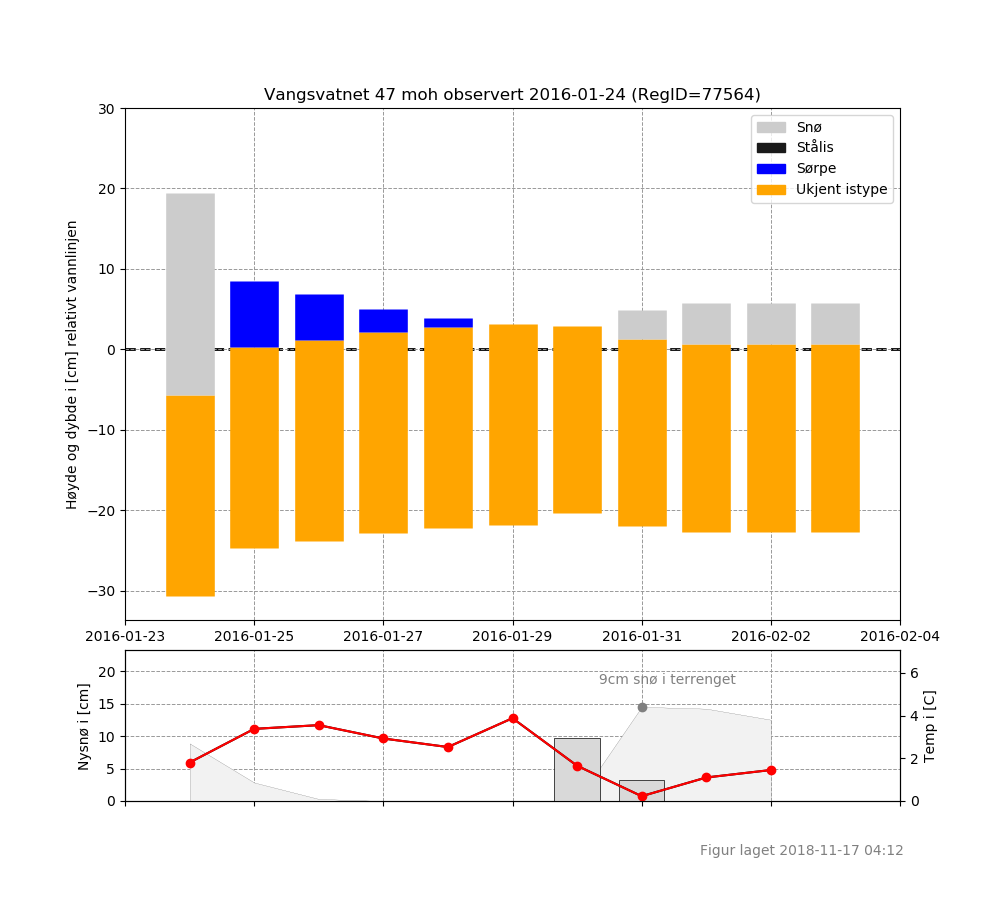 Vangsvatnet 47 moh observert 2016-01-24 (RegID=77564)
Høyde og dybde i [cm] relativt vannlinjen
30
20
10
0
−10
−20
−30
Snø
Stålis
Sørpe
Ukjent istype
2016-01-23 2016-01-25 2016-01-27 2016-01-29 2016-01-31 2016-02-02 2016-02-04
Nysnø i [cm]
20
15
10
5
0
9cm snø i terrenget
6
4
2
0
Temp i [C]
Figur laget 2018-11-17 04:12